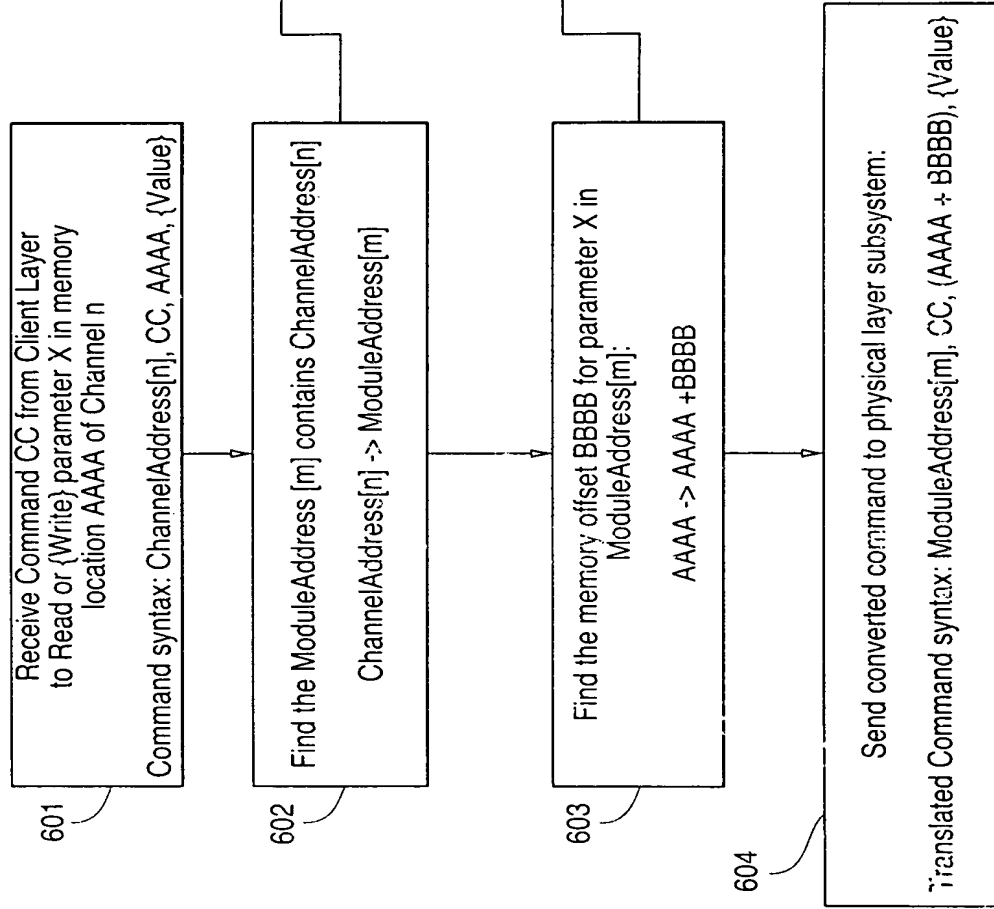 601
Receive Command CC from Client Layer
to Read or {Write} parameter X in memory
location AAAA of Channel n
Command syntax: ChannelAddress[n], CC, AAAA, {Value}
602
Find the ModuleAddress [m] contains ChannelAddress[n]
ChannelAddress[n] -> ModuleAddress[m]
603
Find the memory offset BBBB for parameter X in
ModuleAddress[m]:
AAAA -> AAAA +BBBB
604
Send converted command to physical layer subsystem:
Translated Command syntax: ModuleAddress[m], CC, (AAAA + BBBB), {Value}